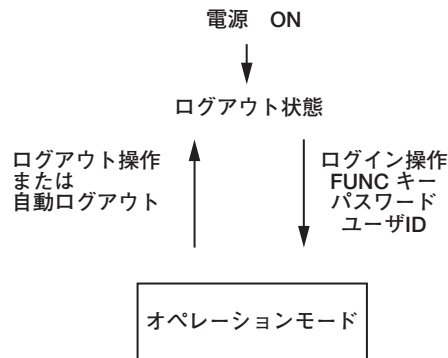 電源　ON
ログアウト状態
ログアウト操作
または
自動ログアウト
ログイン操作
FUNC キー
パスワード
ユーザID
オペレーションモード